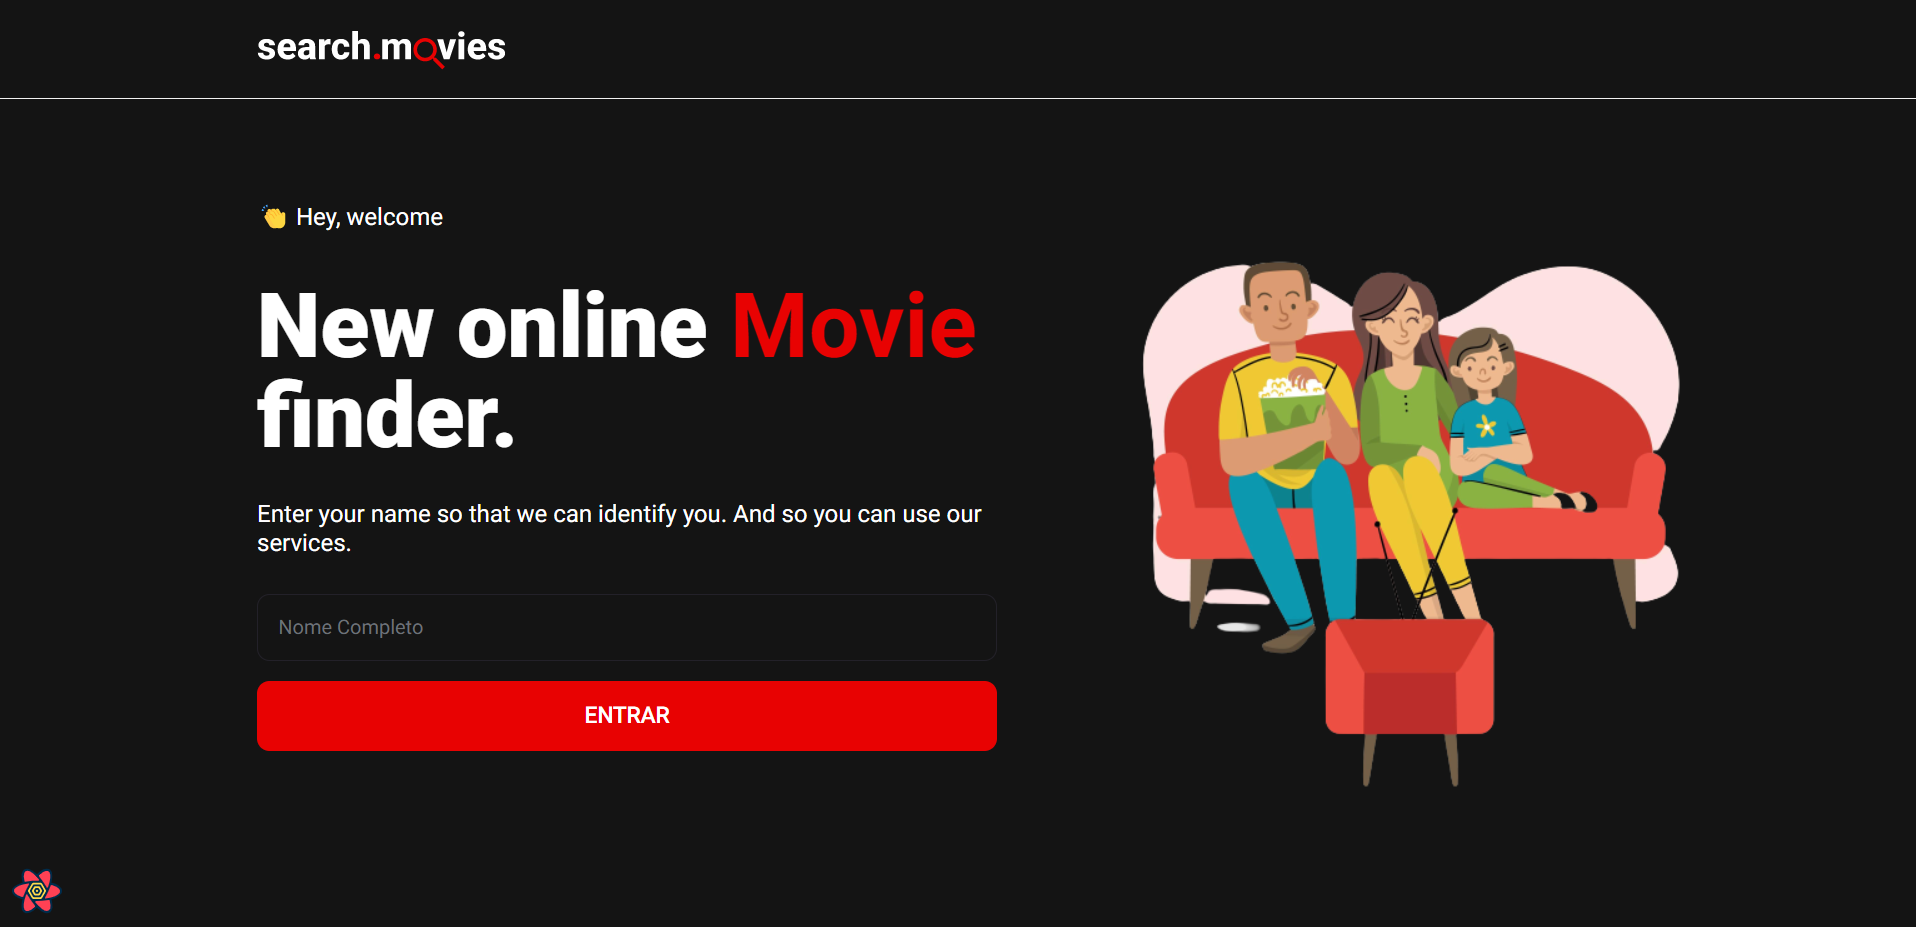 search.movies
👏 Hey, welcome
New online Movie
finder.
Enter your name so that we can identify you. And so you can use our
services.
Nome Completo
ENTRAR